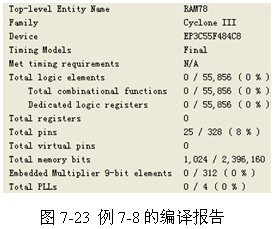 Top-level Entity Name RAM78
Family Cyclone III
Device EP3C55F484C8
Timing Models Final
Met timing requirements N/A
Total logic elements 0 / 55,856 ( 0 % )
Total combinational functions 0 / 55,856 ( 0 % )
Dedicated logic registers 0 / 55,856 ( 0 % )
Total registers 0
Total pins 25 / 328 ( 8 % )
Total virtual pins 0
Total memory bits 1,024 / 2,396,160
Embedded Multiplier 9-bit elements 0 / 312 ( 0 % )
Total PLLs 0 / 4 ( 0 % )
图 7-23 例 7-8 的编译报告